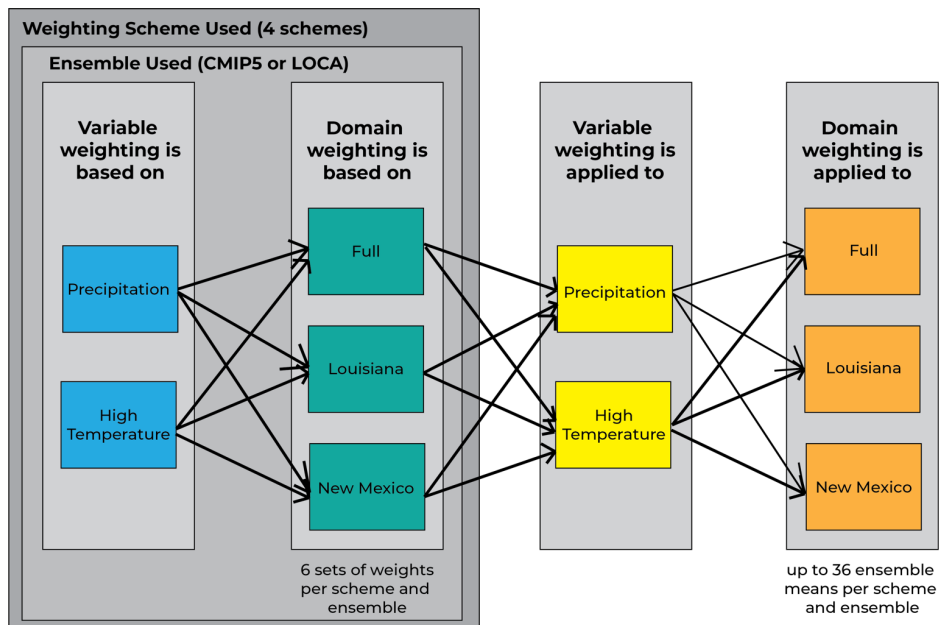 Weighting Scheme Used (4 schemes)
Ensemble Used (CMIP5 or LOCA)
Variable
weighting is
based on
Precipitation
High
Temperature
Domain
weighting is
based on
Full
Louisiana
New Mexico
6 sets of weights
per scheme and
ensemble
Variable
weighting is
applied to
Precipitation
High
Temperature
Domain
weighting is
applied to
Full
Louisiana
New Mexico
up to 36 ensemble
means per scheme
and ensemble